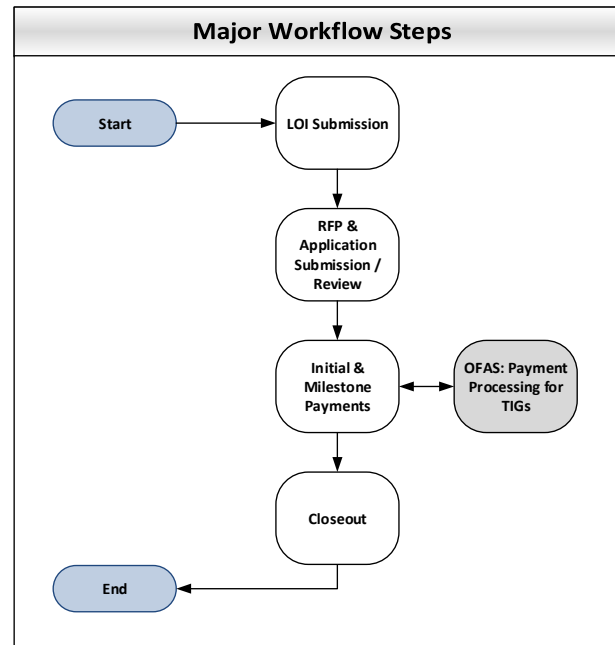 Major Workflow Steps
Start
LOI Submission
RFP &
Application
Submission /
Review
Initial &
Milestone
Payments
OFAS: Payment
Processing for
TIGs
Closeout
End